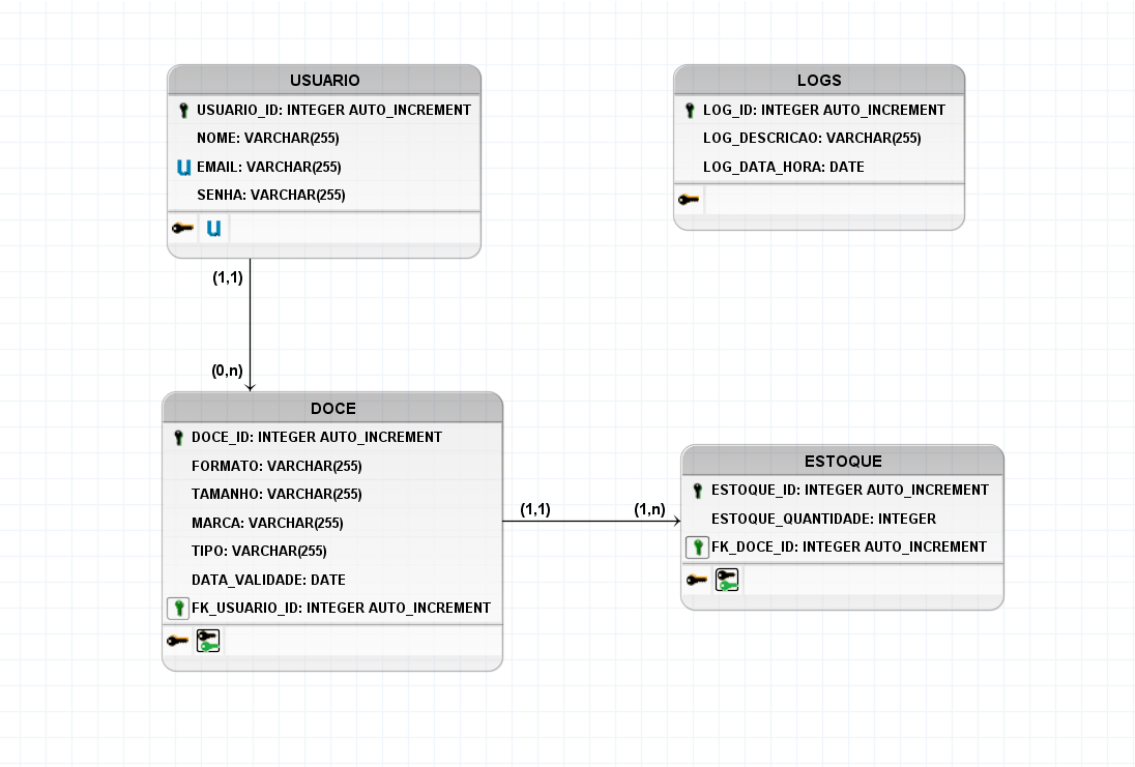 USUARIO
USUARIO_ID: INTEGER AUTO_INCREMENT
NOME: VARCHAR(255)
U EMAIL: VARCHAR(255)
SENHA: VARCHAR(255)
U
LOGS
LOG_ID: INTEGER AUTO_INCREMENT
LOG_DESCRICAO: VARCHAR(255)
LOG_DATA_HORA: DATE
(1,1)
(0,n)
DOCE
DOCE_ID: INTEGER AUTO_INCREMENT
FORMATO: VARCHAR(255)
TAMANHO: VARCHAR(255)
MARCA: VARCHAR(255)
TIPO: VARCHAR(255)
DATA_VALIDADE: DATE
FK_USUARIO_ID: INTEGER AUTO_INCREMENT
(1,1)
(1,n)
ESTOQUE
ESTOQUE_ID: INTEGER AUTO_INCREMENT
ESTOQUE_QUANTIDADE: INTEGER
FK_DOCE_ID: INTEGER AUTO_INCREMENT